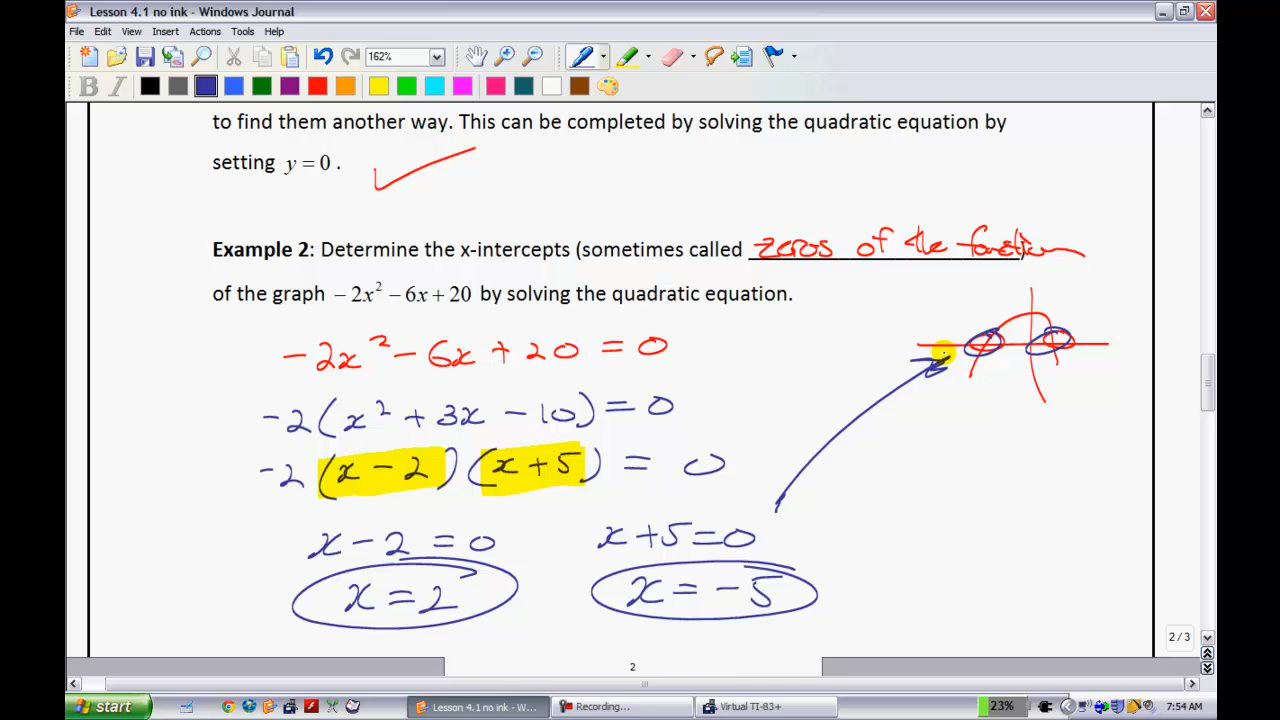 Lesson 4.1 no ink - Windows Journal
File Edit View Insert Actions Tools Help
162%
B I
to find them another way. This can be completed by solving the quadratic equation by
setting y = 0 .
Example 2: Determine the x-intercepts (sometimes called zeros of the function)
of the graph − 2x² − 6x + 20 by solving the quadratic equation.
-2x² - 6x + 20 = 0
-2(x² + 3x - 10) = 0
-2(x - 2)(x + 5) = 0
x - 2 = 0 x + 5 = 0
x = 2 x = -5
2 / 3
2
start Lesson 4.1 no ink - W... Recording... Virtual TI-83+ 23% 7:54 AM